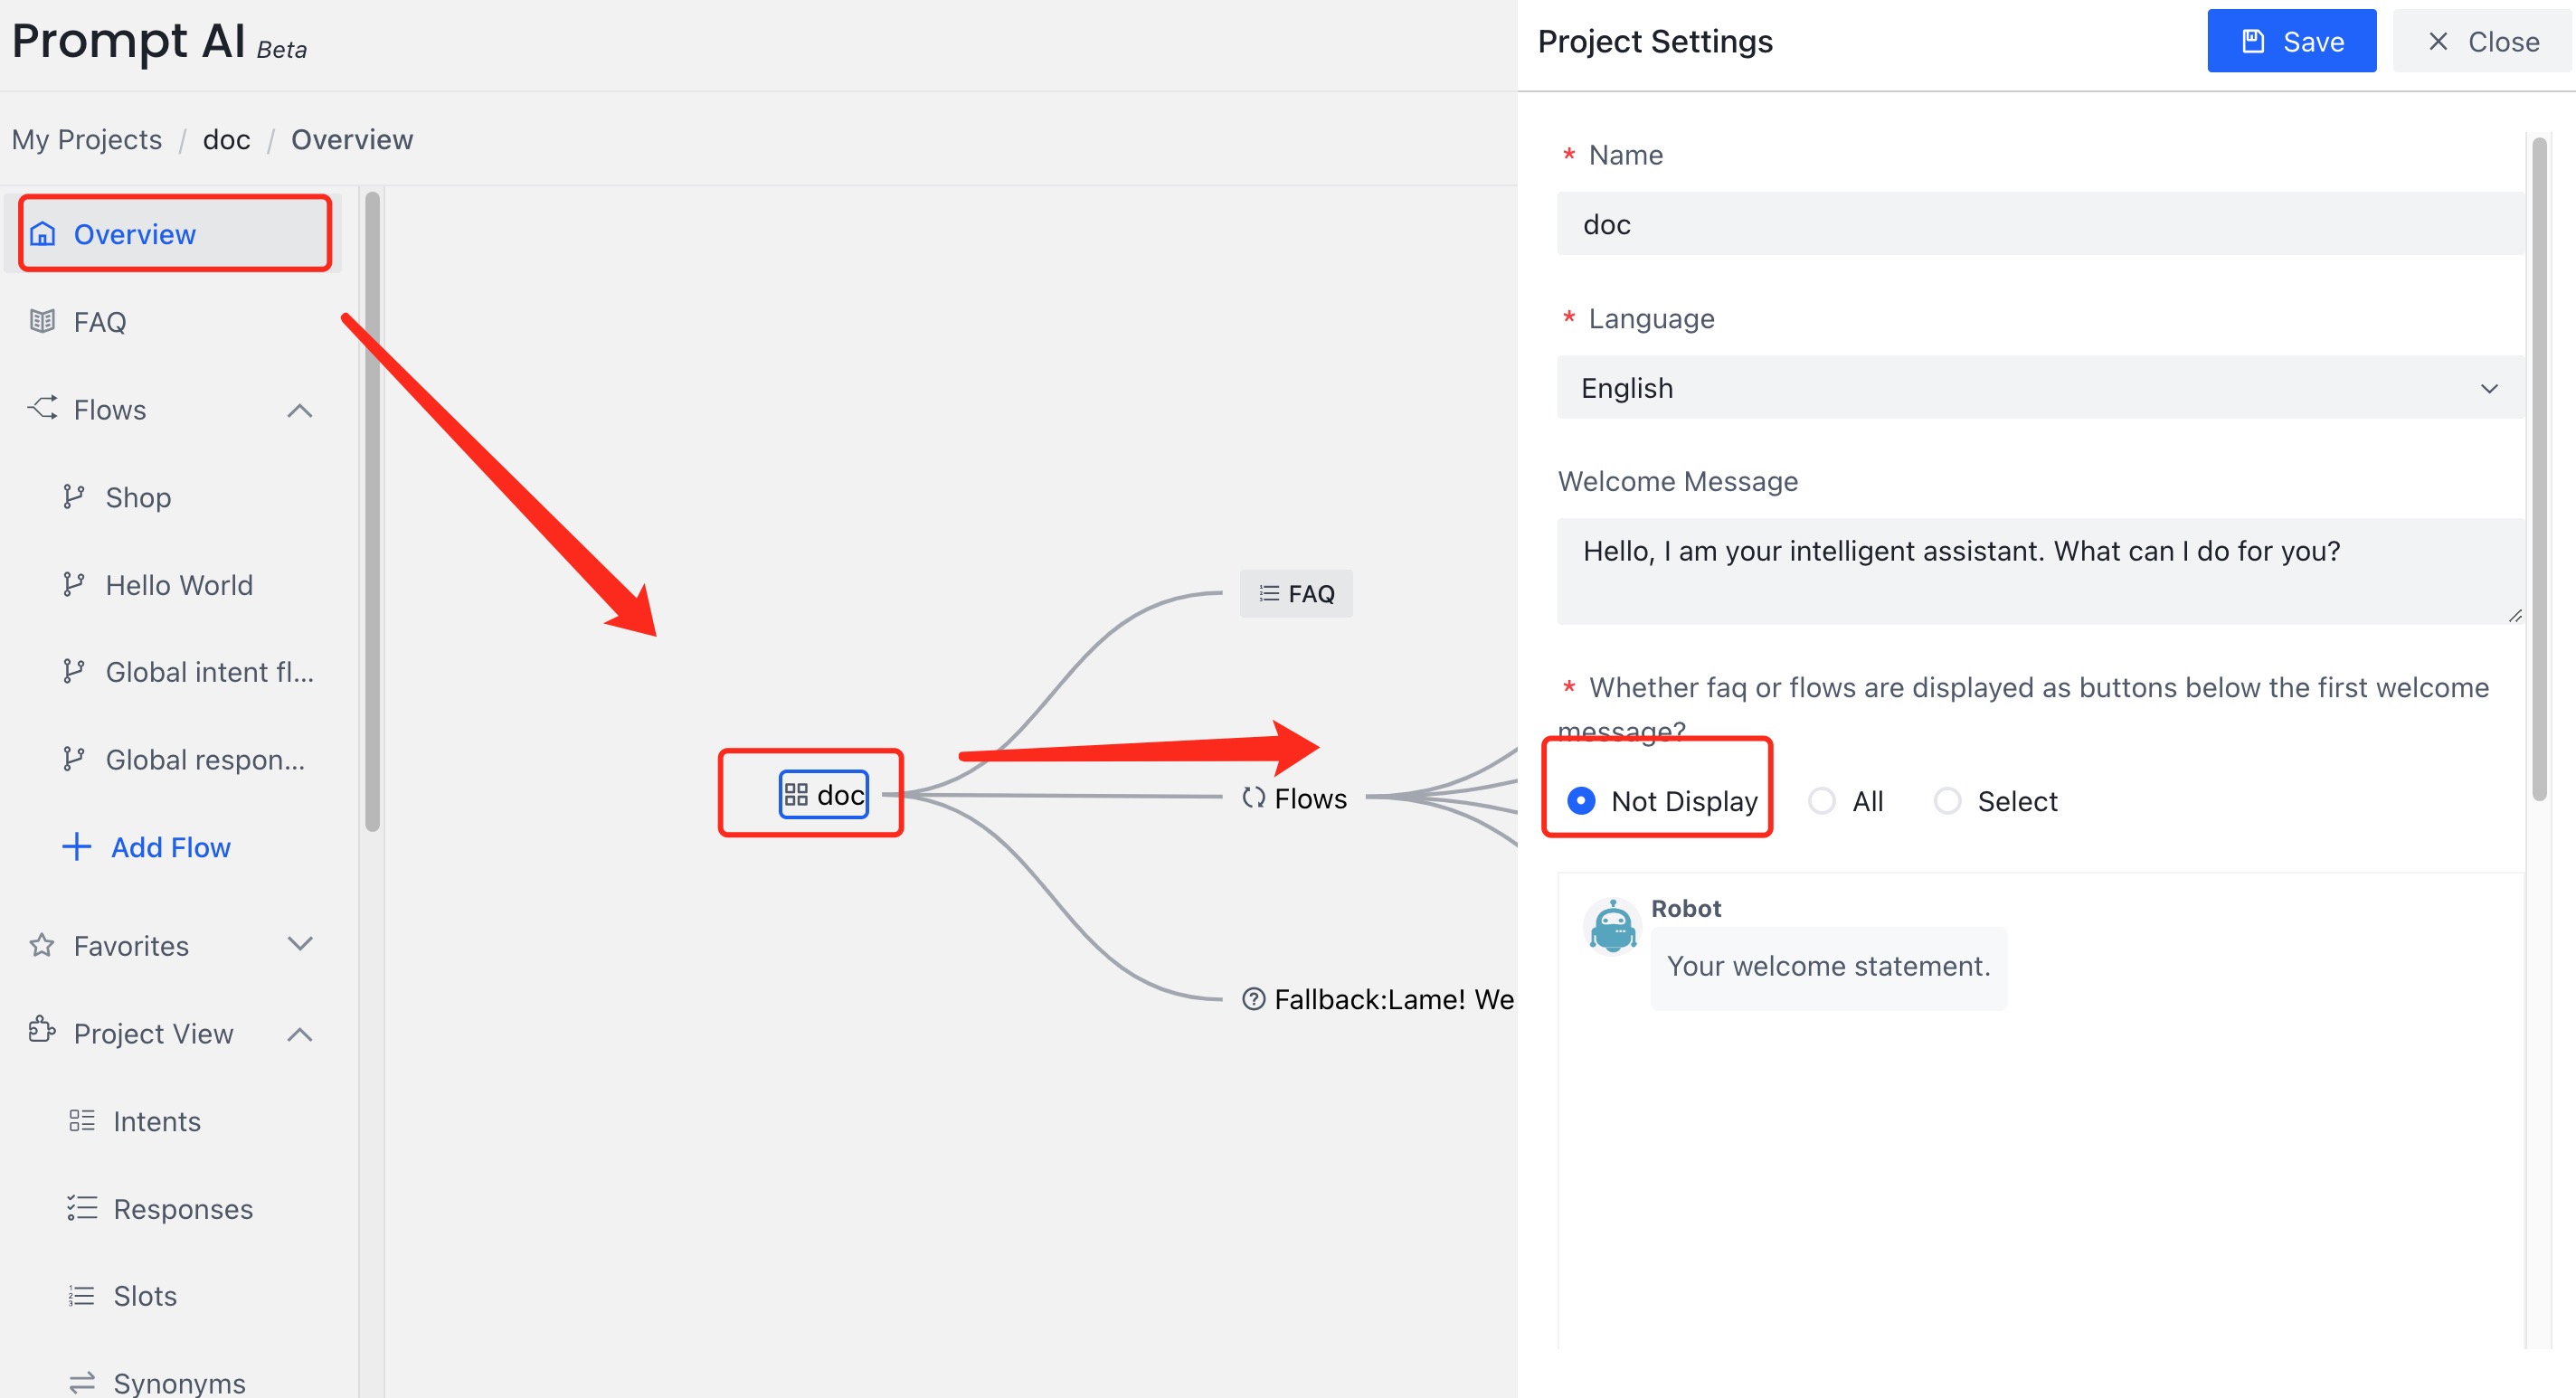 Prompt AI Beta
Project Settings
Save
Close
My Projects / doc / Overview
Overview
FAQ
Flows
Shop
Hello World
Global intent fl...
Global respon...
Add Flow
Favorites
Project View
Intents
Responses
Slots
Synonyms
doc
FAQ
Flows
Fallback:Lame! We
* Name
doc
* Language
English
Welcome Message
Hello, I am your intelligent assistant. What can I do for you?
* Whether faq or flows are displayed as buttons below the first welcome
message?
Not Display
All
Select
Robot
Your welcome statement.